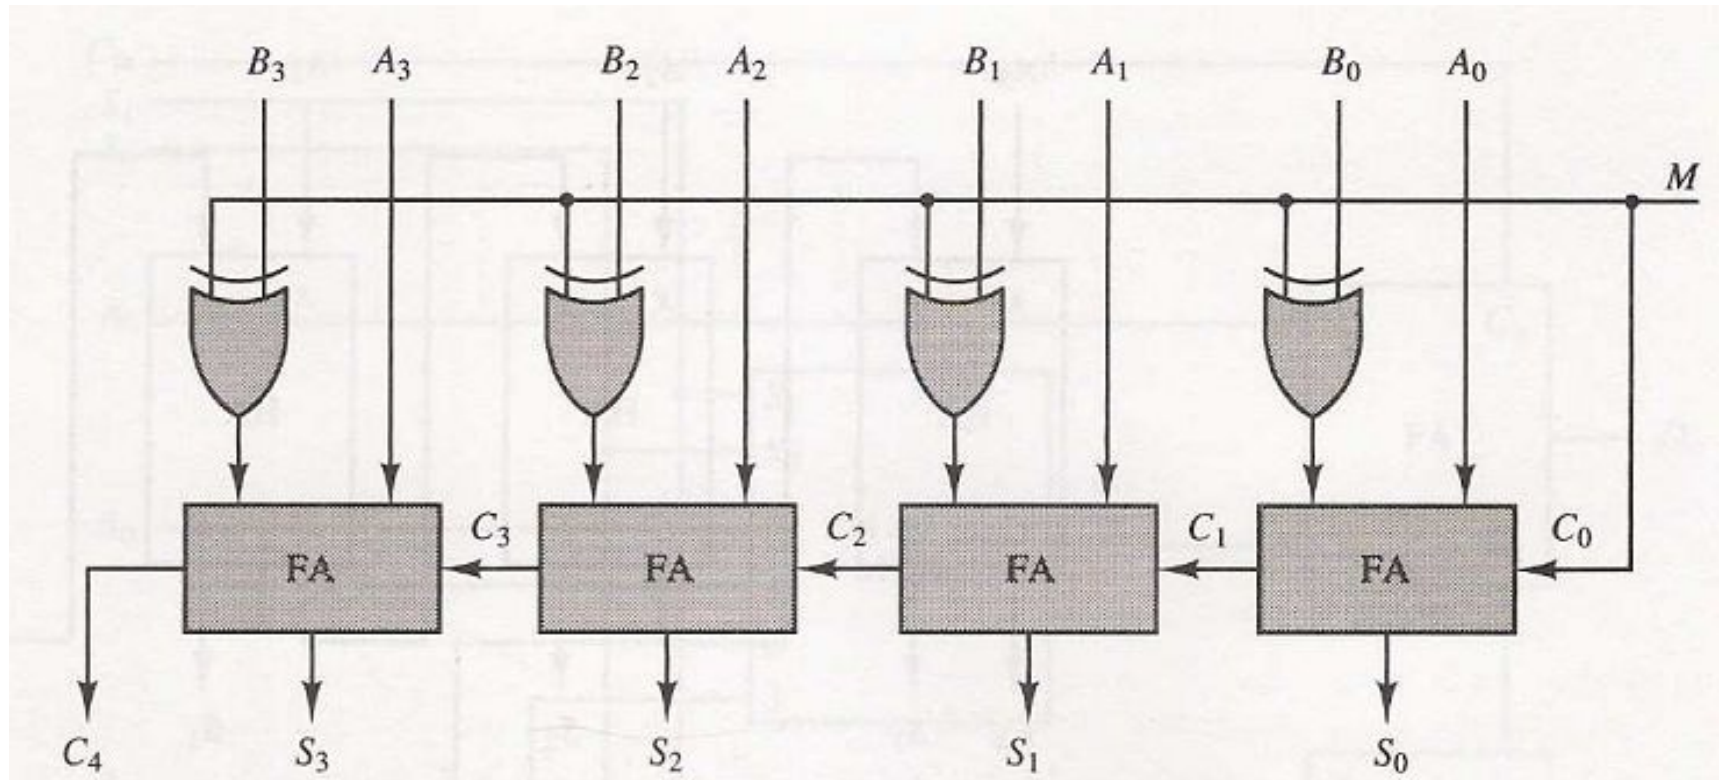 B₃ A₃ B₂ A₂ B₁ A₁ B₀ A₀
M
C₃ C₂ C₁ C₀
FA FA FA FA
C₄ S₃ S₂ S₁ S₀